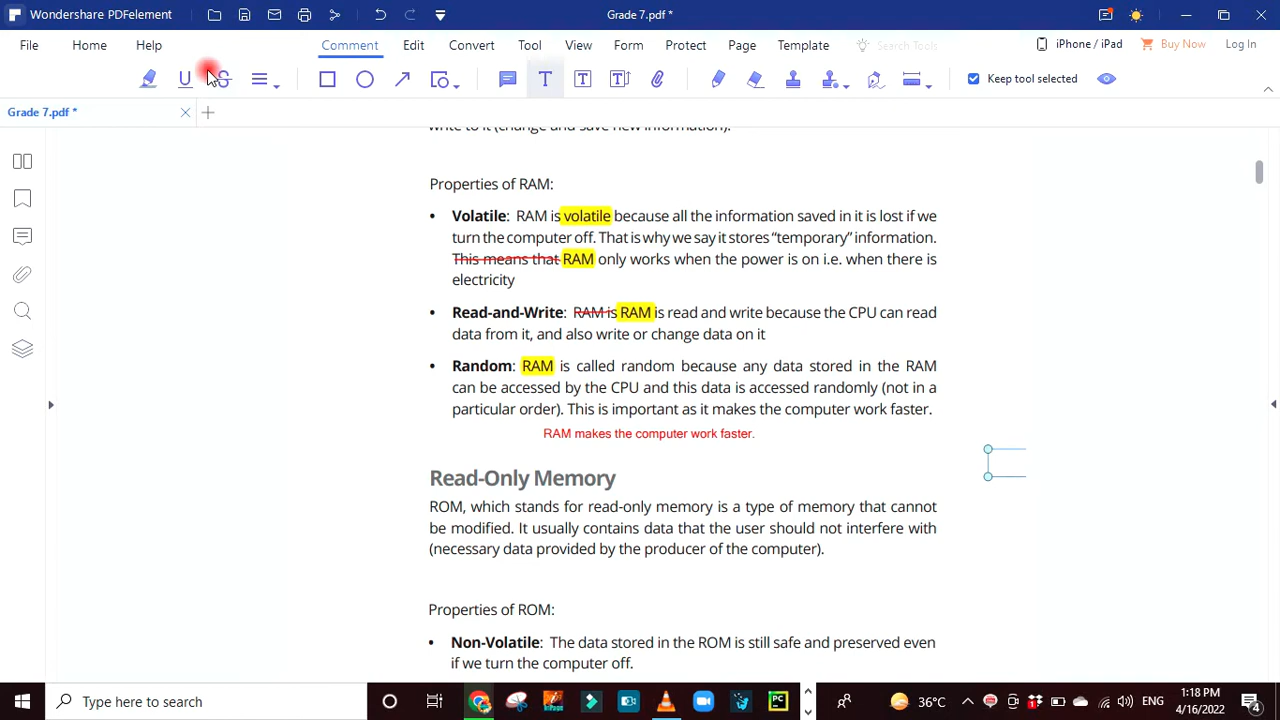 Wondershare PDFelement
Grade 7.pdf *
File Home Help Comment Edit Convert Tool View Form Protect Page Template Search Tools iPhone / iPad Buy Now Log In
Keep tool selected
Grade 7.pdf *
write to it (change and save new information).
Properties of RAM:
• Volatile: RAM is volatile because all the information saved in it is lost if we
turn the computer off. That is why we say it stores “temporary” information.
This means that RAM only works when the power is on i.e. when there is
electricity
• Read-and-Write: RAM is RAM is read and write because the CPU can read
data from it, and also write or change data on it
• Random: RAM is called random because any data stored in the RAM
can be accessed by the CPU and this data is accessed randomly (not in a
particular order). This is important as it makes the computer work faster.
RAM makes the computer work faster.
Read-Only Memory
ROM, which stands for read-only memory is a type of memory that cannot
be modified. It usually contains data that the user should not interfere with
(necessary data provided by the producer of the computer).
Properties of ROM:
• Non-Volatile: The data stored in the ROM is still safe and preserved even
if we turn the computer off.
Type here to search
36°C
ENG
1:18 PM
4/16/2022
4